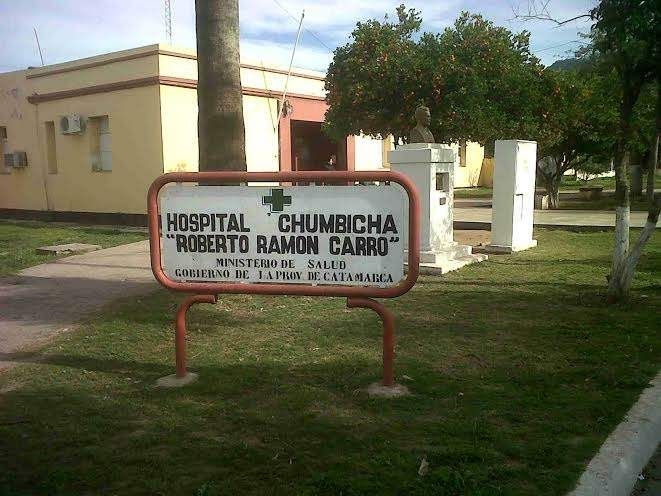 HOSPITAL CHUMBICHA
"ROBERTO RAMON CARRO"
MINISTERIO DE SALUD
GOBIERNO DE LA PROV. DE CATAMARCA